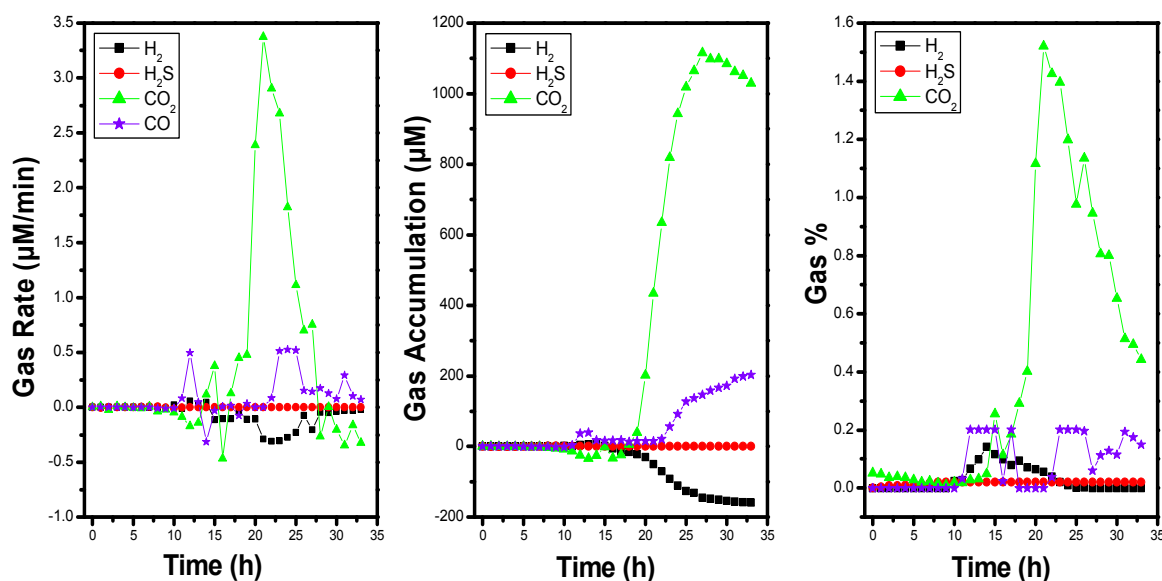 Gas Rate (µM/min)
3.5
3.0
2.5
2.0
1.5
1.0
0.5
0.0
-0.5
-1.0
H2
H2S
CO2
CO
0 5 10 15 20 25 30 35
Time (h)
Gas Accumulation (µM)
1200
1000
800
600
400
200
0
-200
H2
H2S
CO2
0 5 10 15 20 25 30 35
Time (h)
Gas %
1.6
1.4
1.2
1.0
0.8
0.6
0.4
0.2
0.0
H2
H2S
CO2
0 5 10 15 20 25 30 35
Time (h)